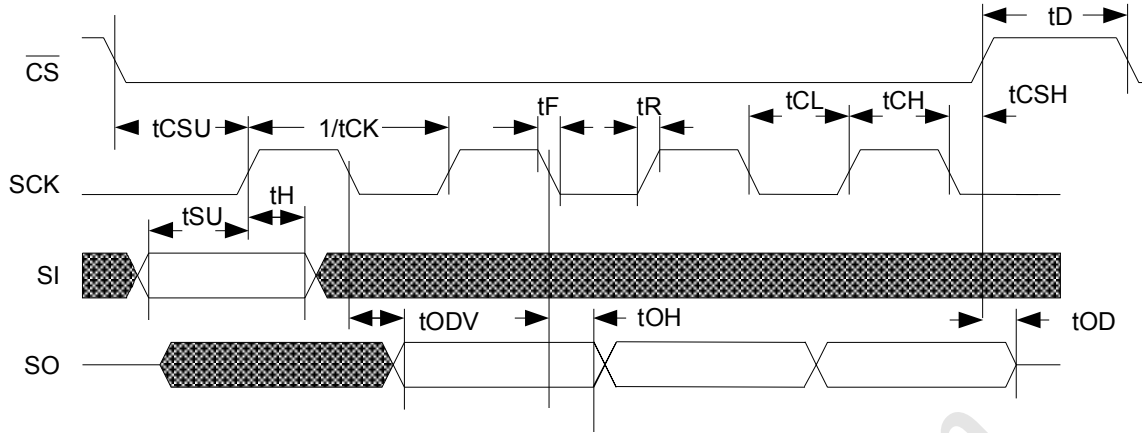 tD
CS
tF
tR
tCL
tCH
tCSH
tCSU
1/tCK
SCK
tH
tSU
SI
tODV
tOH
tOD
SO